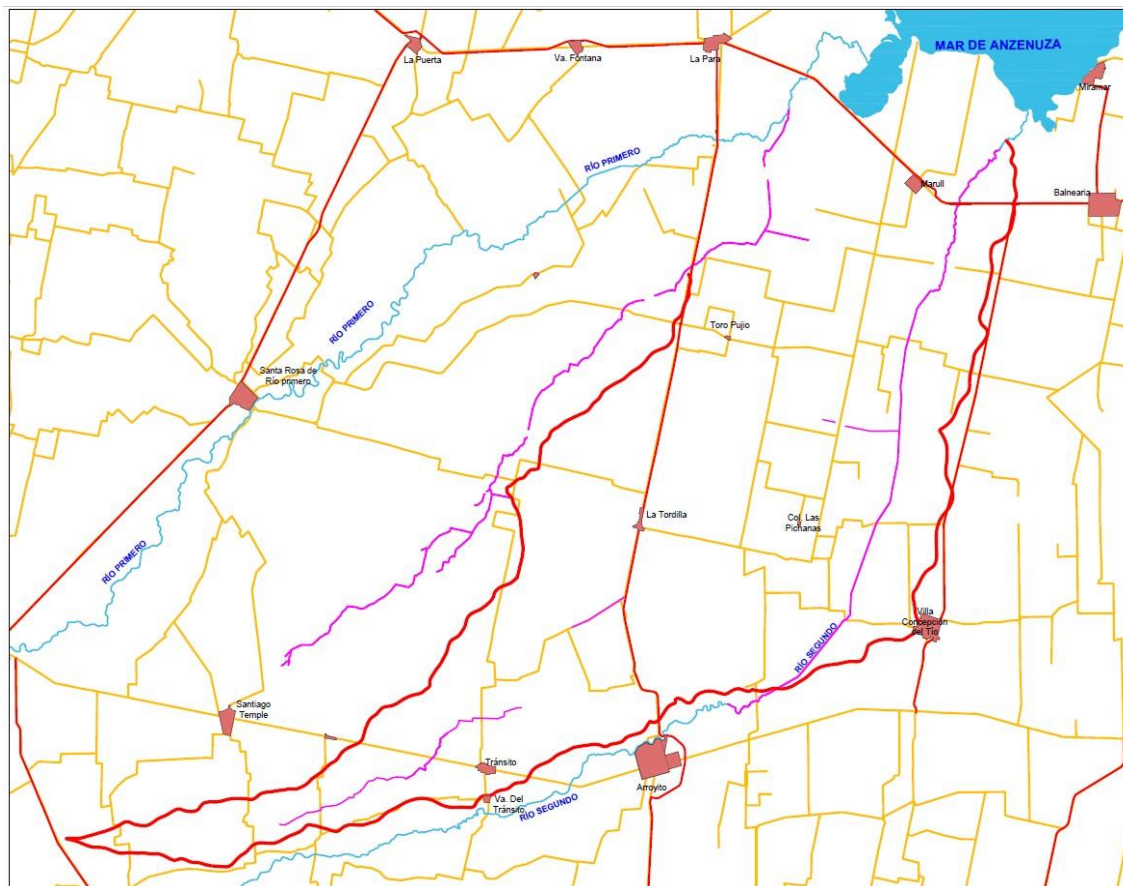 MAR DE ANZENUZA
La Puerta
Va. Fontana
La Para
Miramar
RÍO PRIMERO
Marull
Balnearia
RÍO PRIMERO
Toro Pujio
Santa Rosa de
Río primero
La Tordilla
Col. Las
Pichanas
RÍO PRIMERO
Villa
Concepción
del Tío
RÍO SEGUNDO
Santiago
Temple
Tránsito
Arroyito
Va. Del
Tránsito
RÍO SEGUNDO